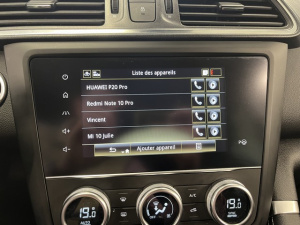 Liste des appareils
HUAWEI P20 Pro
Redmi Note 10 Pro
Vincent
Mi 10 Julie
Ajouter appareil
A/C
19.0
19.0
AUTO